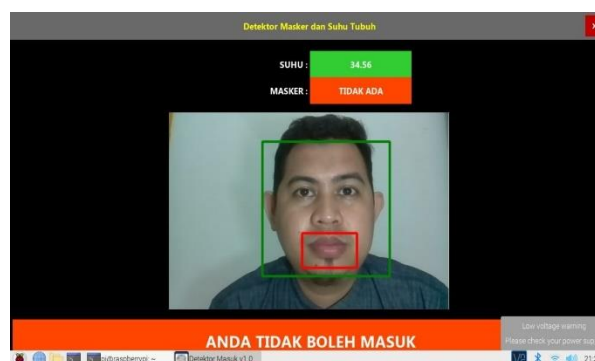 Detektor Masker dan Suhu Tubuh
X
SUHU : 34.56
MASKER : TIDAK ADA
ANDA TIDAK BOLEH MASUK
Low voltage warning
Please check your power
pi@raspberrypi: ~
Detektor Masuk v1.0
V2